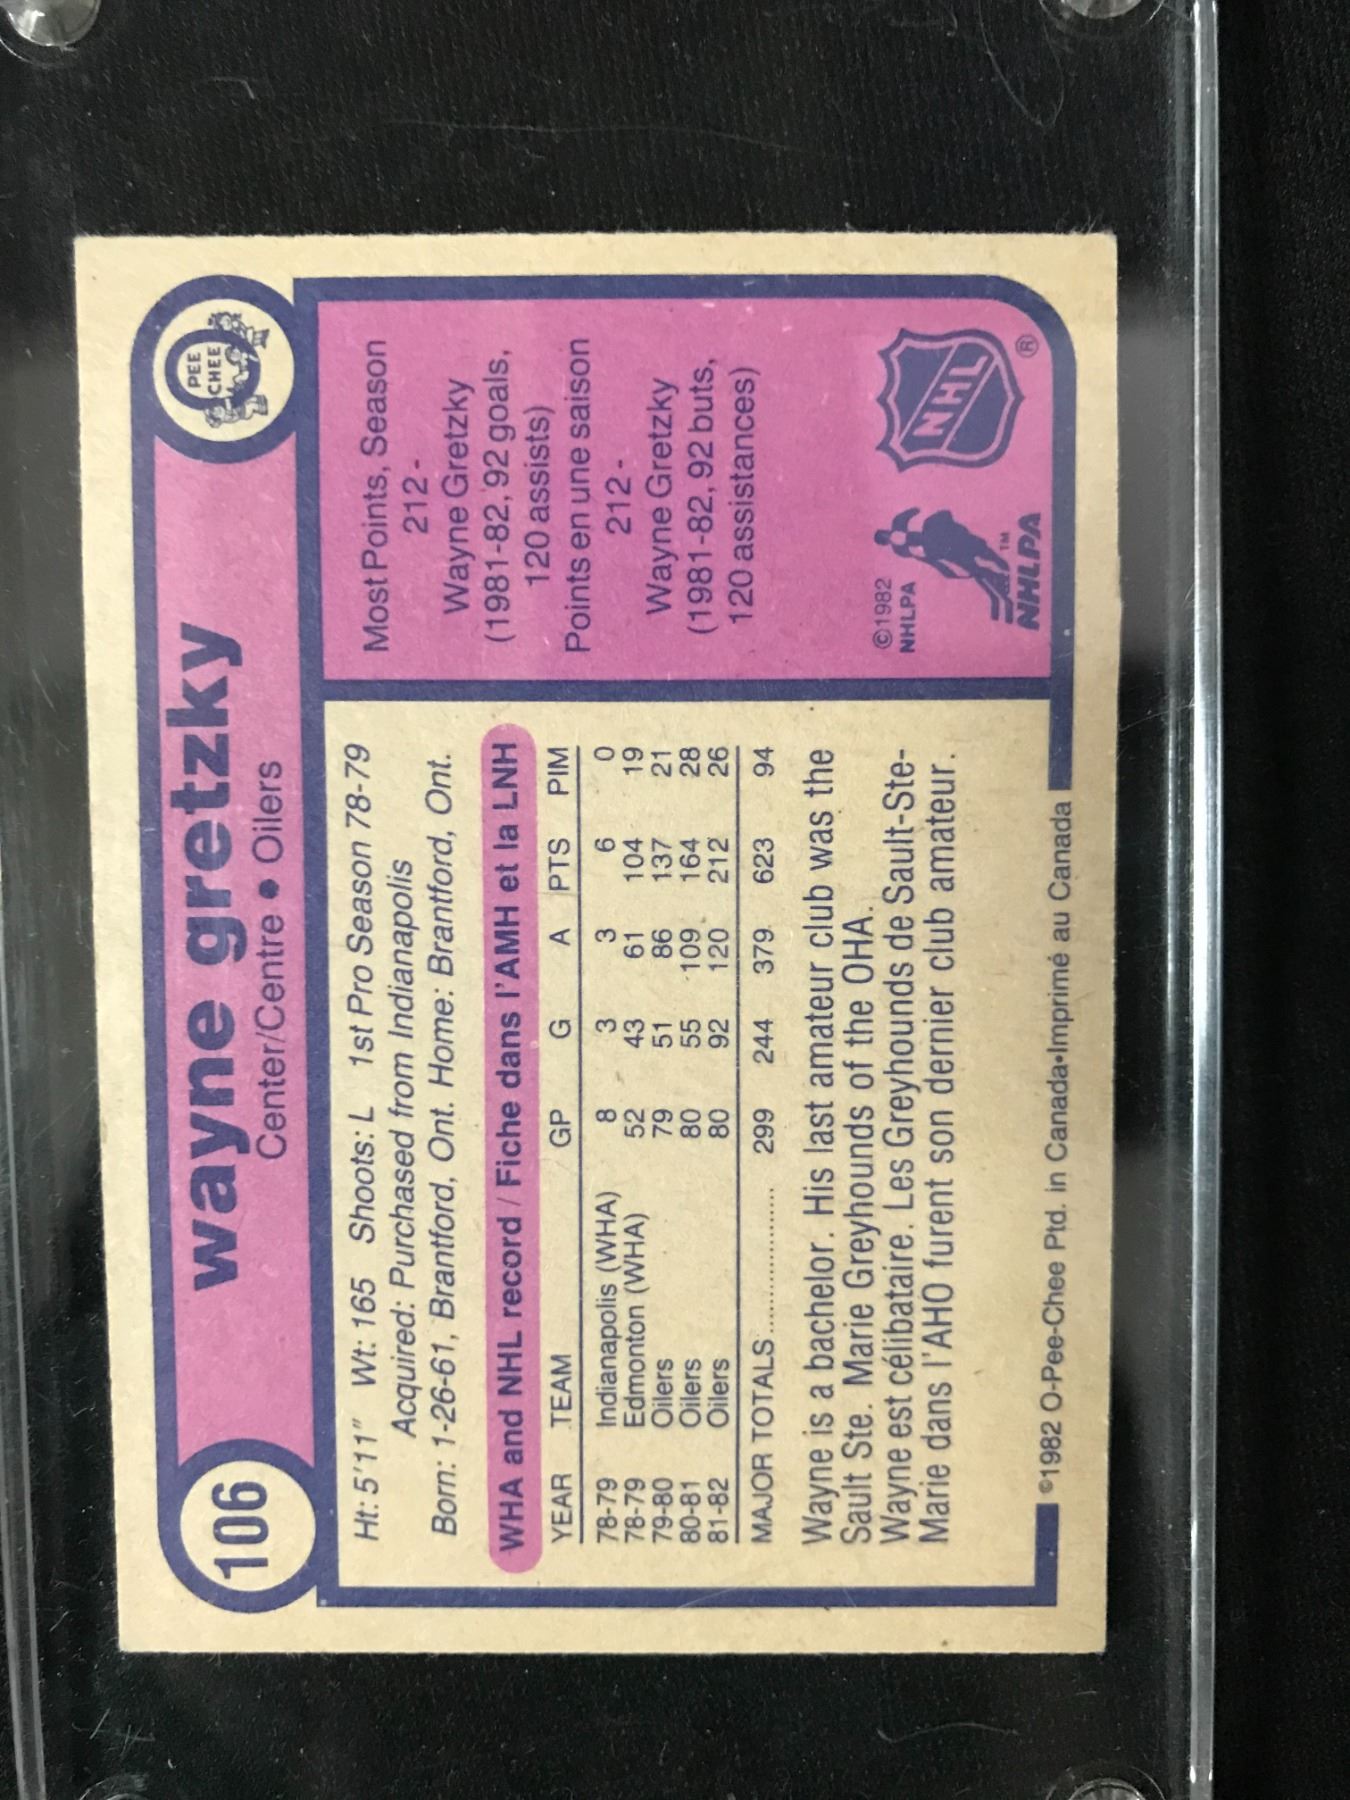 106
wayne gretzky
Center/Centre • Oilers
PEE
CHEE
Ht: 5'11" Wt: 165 Shoots: L 1st Pro Season 78-79
Acquired: Purchased from Indianapolis
Born: 1-26-61, Brantford, Ont. Home: Brantford, Ont.
WHA and NHL record / Fiche dans l'AMH et la LNH
YEAR TEAM GP G A PTS PIM
78-79 Indianapolis (WHA) 8 3 3 6 0
78-79 Edmonton (WHA) 52 43 61 104 19
79-80 Oilers 79 51 86 137 21
80-81 Oilers 80 55 109 164 28
81-82 Oilers 80 92 120 212 26
MAJOR TOTALS.................. 299 244 379 623 94
Wayne is a bachelor. His last amateur club was the
Sault Ste. Marie Greyhounds of the OHA.
Wayne est célibataire. Les Greyhounds de Sault-Ste-
Marie dans l'AHO furent son dernier club amateur.
©1982 O-Pee-Chee Ptd. in Canada•Imprimé au Canada
Most Points, Season
212 -
Wayne Gretzky
(1981-82, 92 goals,
120 assists)
Points en une saison
212 -
Wayne Gretzky
(1981-82, 92 buts,
120 assistances)
©1982
NHLPA
TM
NHLPA
NHL
®